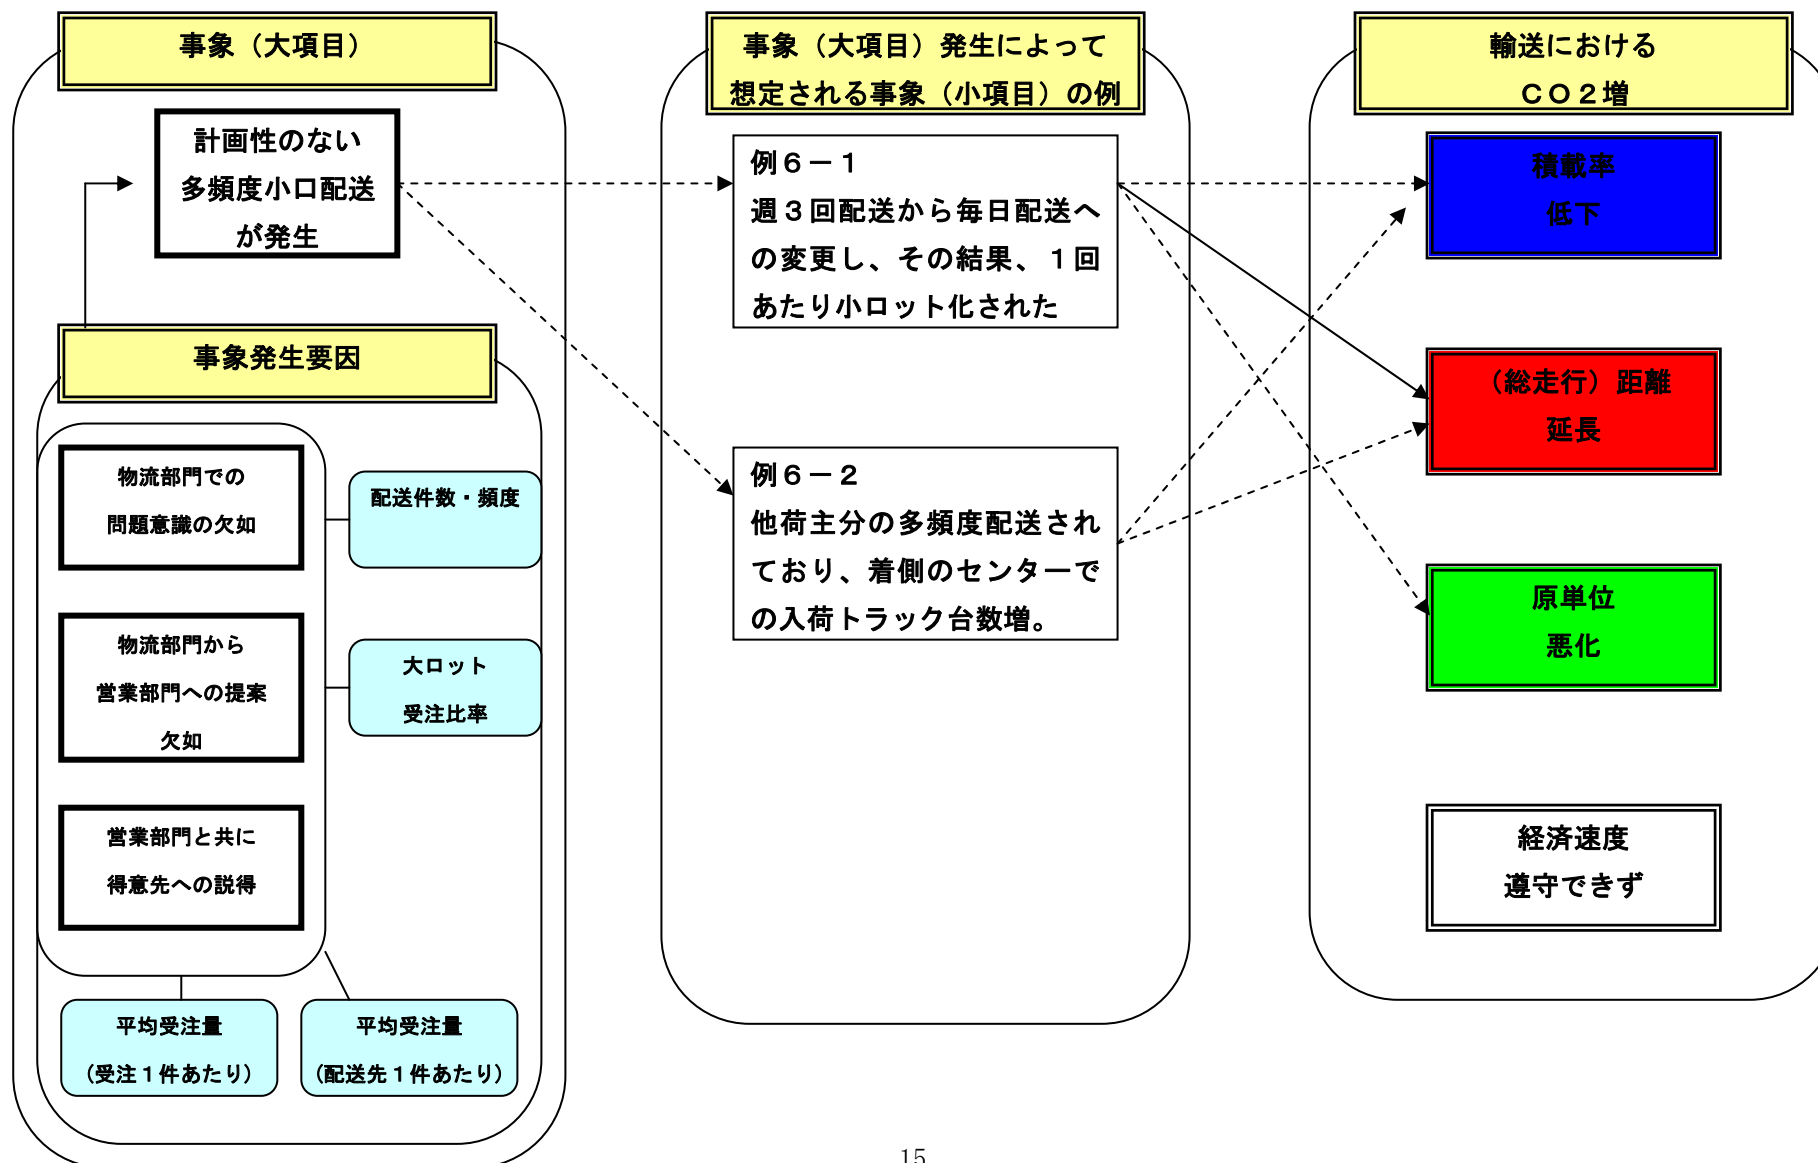 事象（大項目）
計画性のない
多頻度小口配送
が発生
事象発生要因
物流部門での
問題意識の欠如
配送件数・頻度
物流部門から
営業部門への提案
欠如
大ロット
受注比率
営業部門と共に
得意先への説得
平均受注量
(受注１件あたり)
平均受注量
(配送先１件あたり)
事象（大項目）発生によって
想定される事象（小項目）の例
例６－１
週３回配送から毎日配送へ
の変更し、その結果、１回
あたり小ロット化された
例６－２
他荷主分の多頻度配送され
ており、着側のセンターで
の入荷トラック台数増。
輸送における
ＣＯ２増
積載率
低下
（総走行）距離
延長
原単位
悪化
経済速度
遵守できず
15